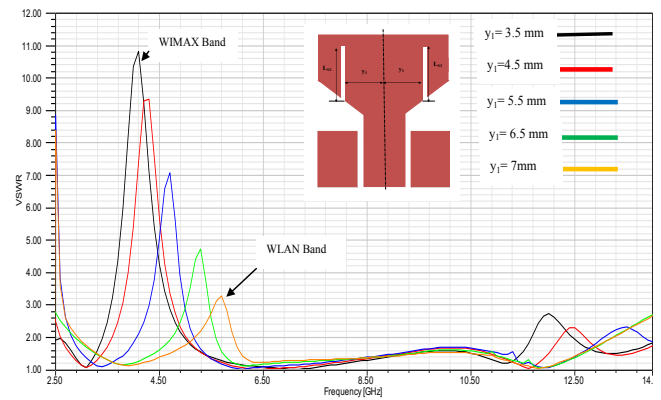 12.00
11.00
10.00
9.00
8.00
7.00
6.00
5.00
4.00
3.00
2.00
1.00
VSWR
WIMAX Band
WLAN Band
y₁ y₁
y₁= 3.5 mm
y₁=4.5 mm
y₁= 5.5 mm
y₁= 6.5 mm
y₁= 7mm
2.50 4.50 6.50 8.50 10.50 12.50 14.
Frequency [GHz]